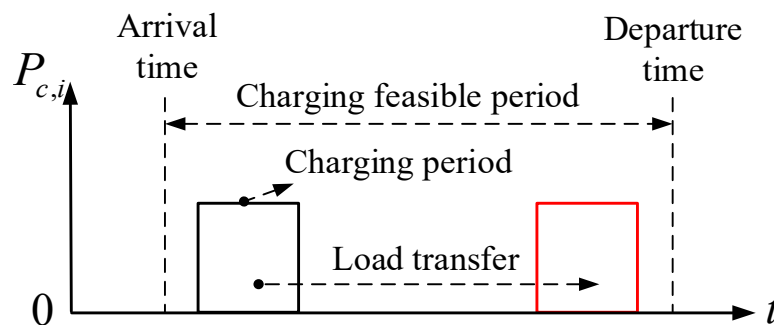 Arrival
time
Departure
time
P_{c,i}
Charging feasible period
Charging period
Load transfer
0
t